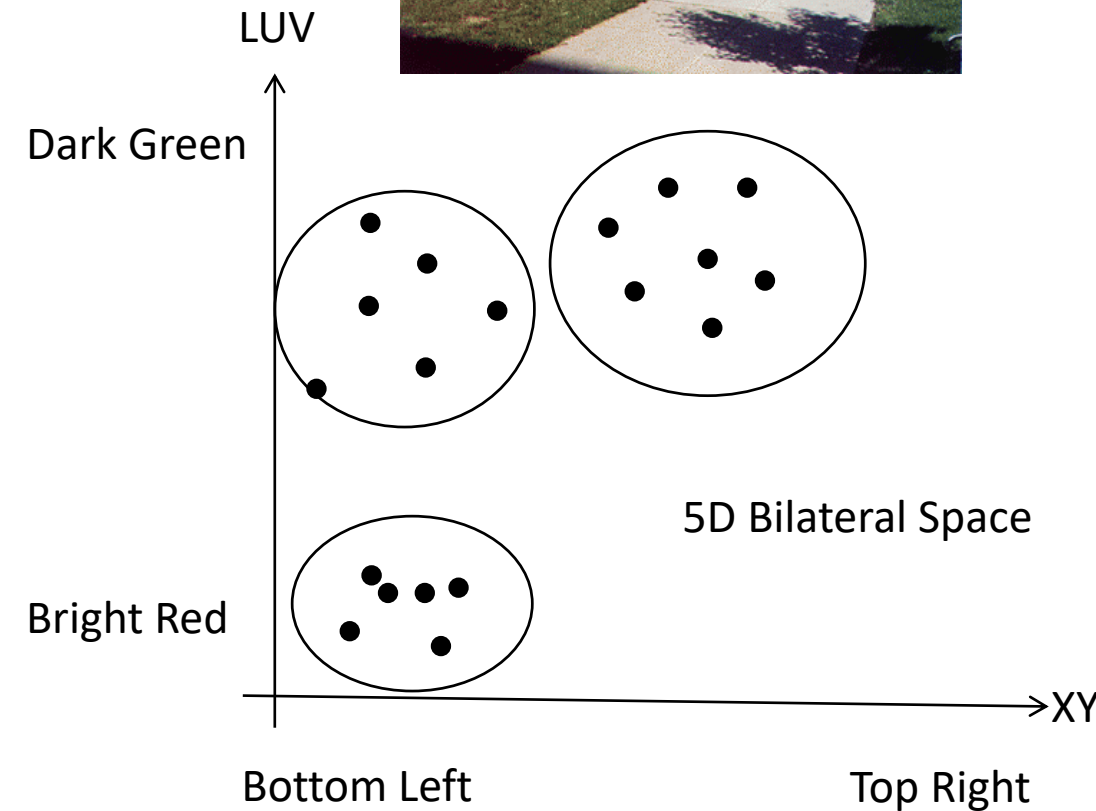 LUV
Dark Green
5D Bilateral Space
Bright Red
XY
Bottom Left
Top Right